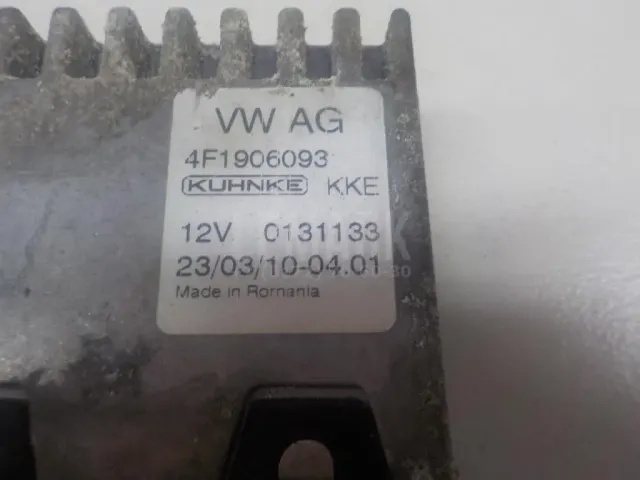 VW AG
4F1906093
KUHNKE KKE
12V 0131133
23/03/10-04.01
Made in Romania